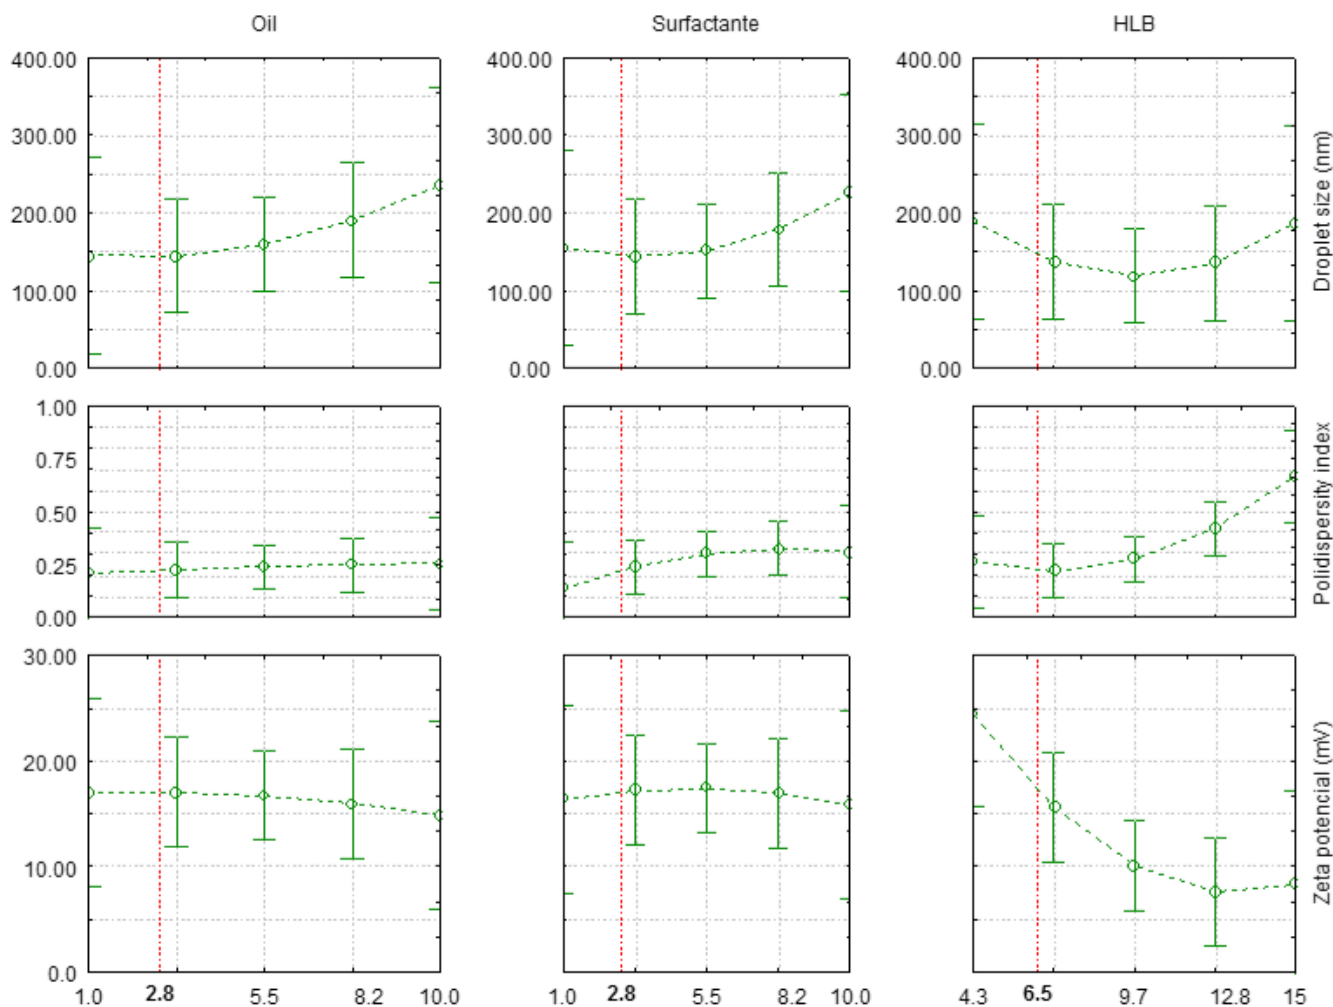 Oil Surfactante HLB
400.00 400.00 400.00
300.00 300.00 300.00
200.00 200.00 200.00
100.00 100.00 100.00
0.00 0.00 0.00
Droplet size (nm)
1.00
0.75
0.50
0.25
0.00
Polidispersity index
30.00
20.00
10.00
0.0
Zeta potencial (mV)
1.0 2.8 5.5 8.2 10.0 1.0 2.8 5.5 8.2 10.0 4.3 6.5 9.7 12.8 15